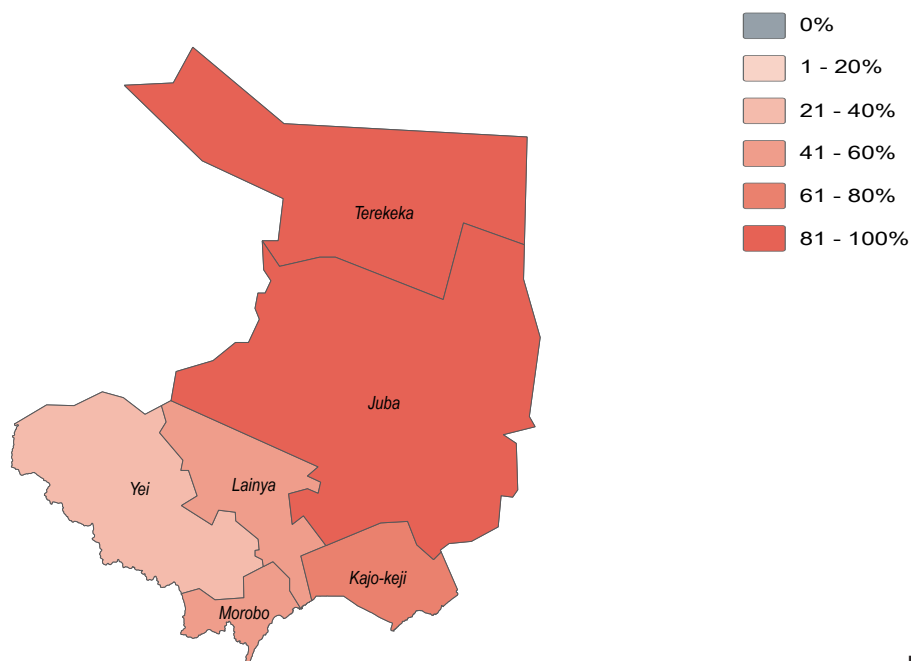 0%
1 - 20%
21 - 40%
41 - 60%
61 - 80%
81 - 100%
Terekeka
Juba
Yei
Lainya
Kajo-keji
Morobo